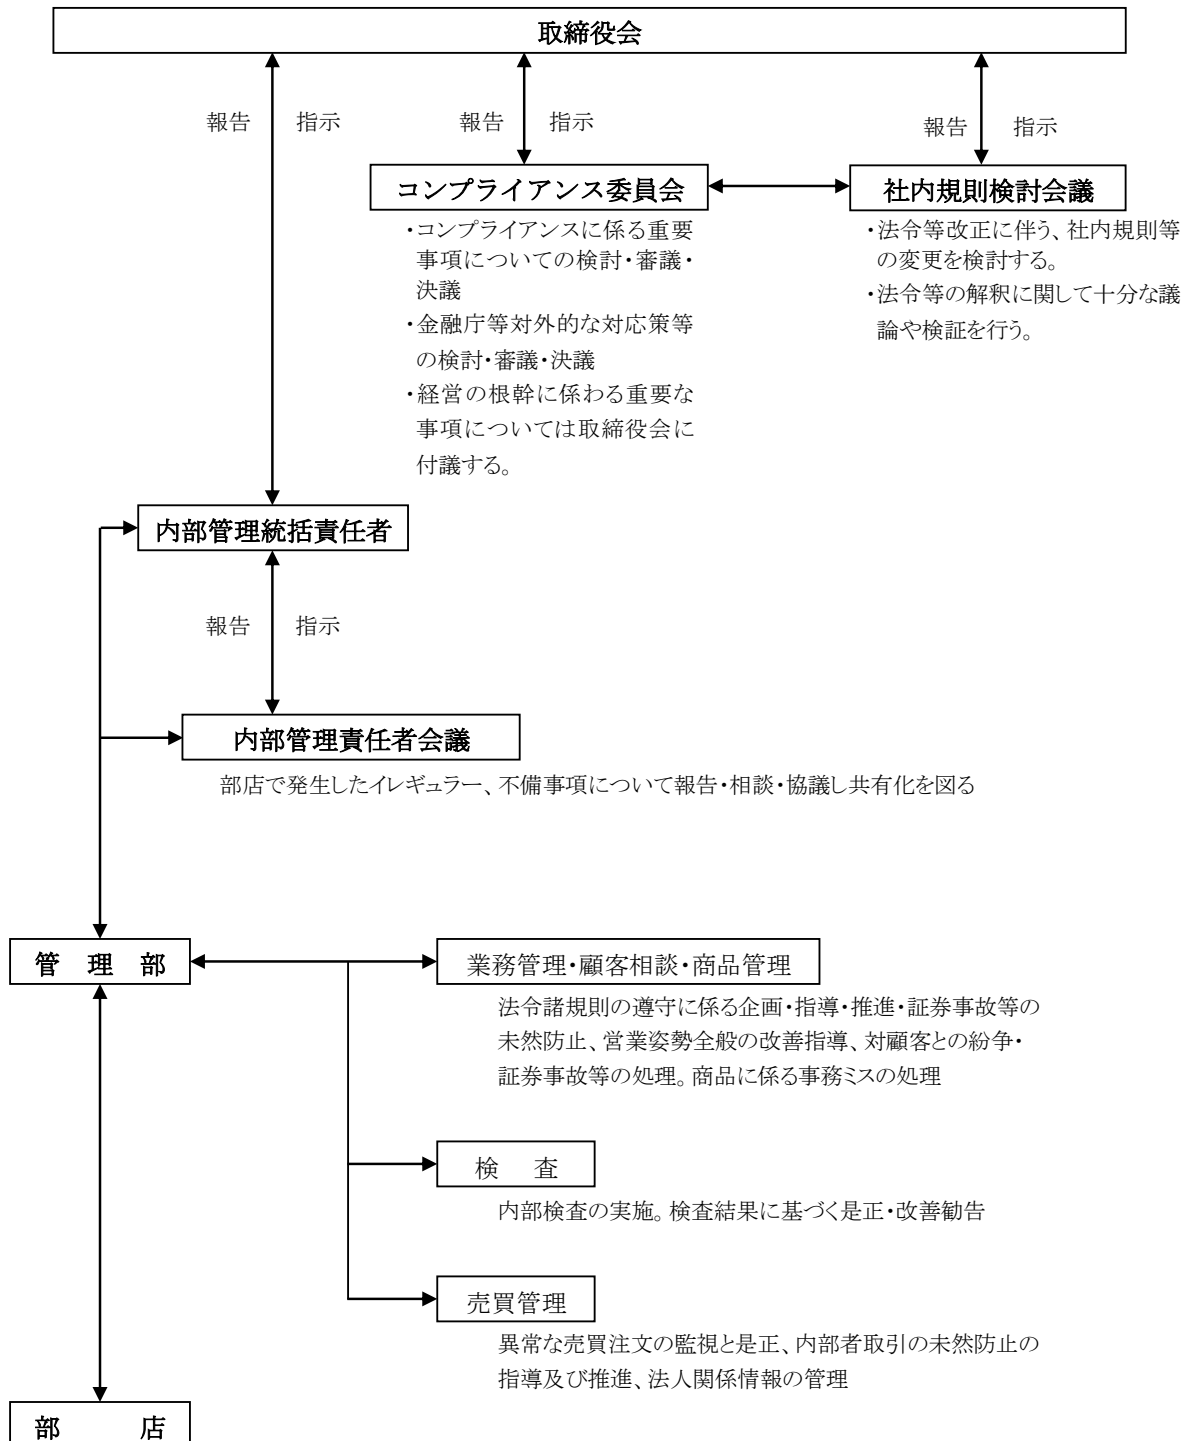 取締役会
報告 指示
報告 指示
報告 指示
コンプライアンス委員会
・コンプライアンスに係る重要
事項についての検討・審議・
決議
・金融庁等対外的な対応策等
の検討・審議・決議
・経営の根幹に係わる重要な
事項については取締役会に
付議する。
社内規則検討会議
・法令等改正に伴う、社内規則等
の変更を検討する。
・法令等の解釈に関して十分な議
論や検証を行う。
内部管理統括責任者
報告 指示
内部管理責任者会議
部店で発生したイレギュラー、不備事項について報告・相談・協議し共有化を図る
管 理 部
業務管理・顧客相談・商品管理
法令諸規則の遵守に係る企画・指導・推進・証券事故等の
未然防止、営業姿勢全般の改善指導、対顧客との紛争・
証券事故等の処理。商品に係る事務ミスの処理
検 査
内部検査の実施。検査結果に基づく是正・改善勧告
売買管理
異常な売買注文の監視と是正、内部者取引の未然防止の
指導及び推進、法人関係情報の管理
部 店